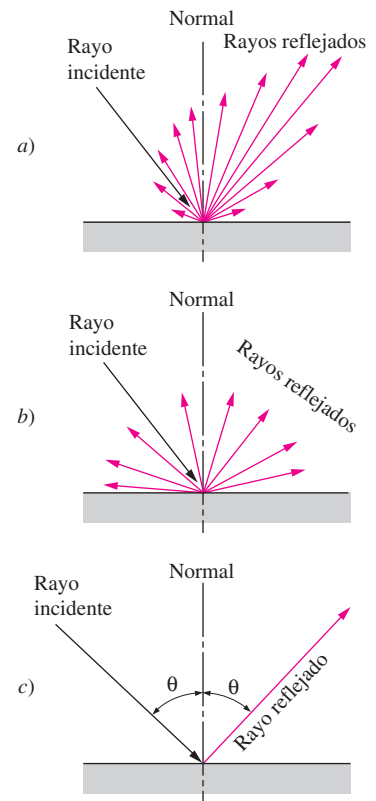 a)
Normal
Rayo
incidente
Rayos reflejados
b)
Normal
Rayo
incidente
Rayos reflejados
c)
Normal
Rayo
incidente
θ
θ
Rayo reflejado